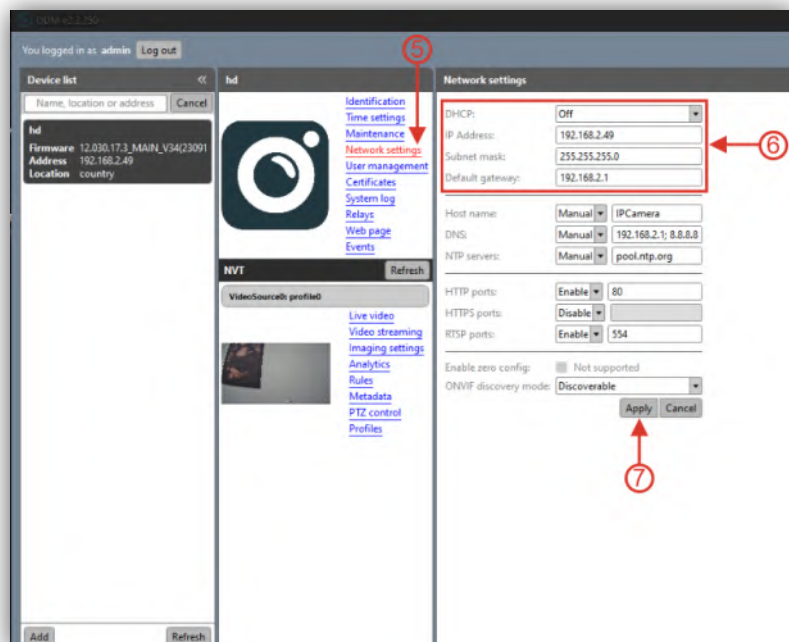 ODM v2.2.250
You logged in as admin Log out
Device list «
Name, location or address Cancel
hd
Firmware 12.030.17.3_MAIN_V34(23091
Address 192.168.2.49
Location country
Add Refresh
hd
Identification
Time settings
Maintenance
Network settings
User management
Certificates
System log
Relays
Web page
Events
NVT Refresh
VideoSource0: profile0
Live video
Video streaming
Imaging settings
Analytics
Rules
Metadata
PTZ control
Profiles
5
Network settings
DHCP: Off
IP Address: 192.168.2.49
Subnet mask: 255.255.255.0
Default gateway: 192.168.2.1
6
Host name: Manual IPCamera
DNS: Manual 192.168.2.1; 8.8.8.8
NTP servers: Manual pool.ntp.org
HTTP ports: Enable 80
HTTPS ports: Disable
RTSP ports: Enable 554
Enable zero config: Not supported
ONVIF discovery mode: Discoverable
Apply Cancel
7